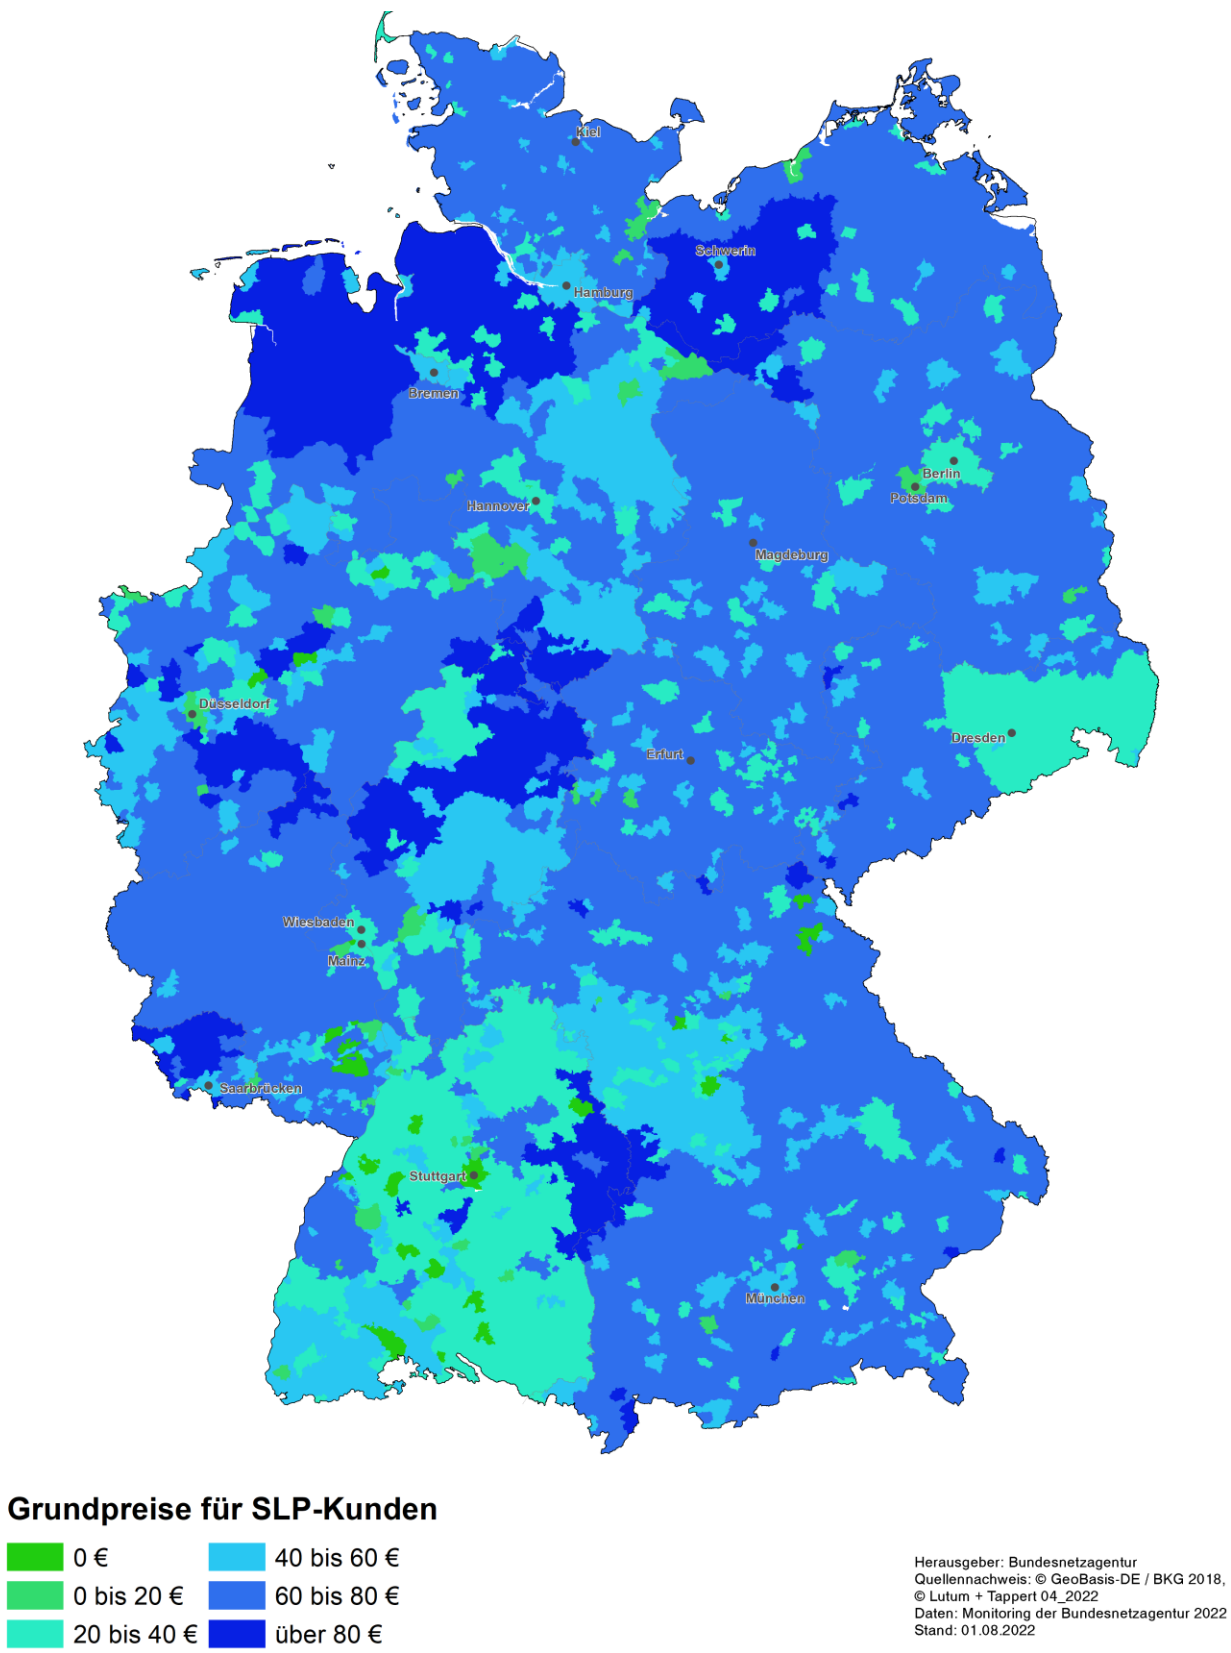 Kiel
Schwerin
Hamburg
Bremen
Berlin
Potsdam
Hannover
Magdeburg
Düsseldorf
Dresden
Erfurt
Wiesbaden
Mainz
Saarbrücken
Stuttgart
München
Grundpreise für SLP-Kunden
0 €
40 bis 60 €
0 bis 20 €
60 bis 80 €
20 bis 40 €
über 80 €
Herausgeber: Bundesnetzagentur
Quellennachweis: © GeoBasis-DE / BKG 2018,
© Lutum + Tappert 04_2022
Daten: Monitoring der Bundesnetzagentur 2022
Stand: 01.08.2022